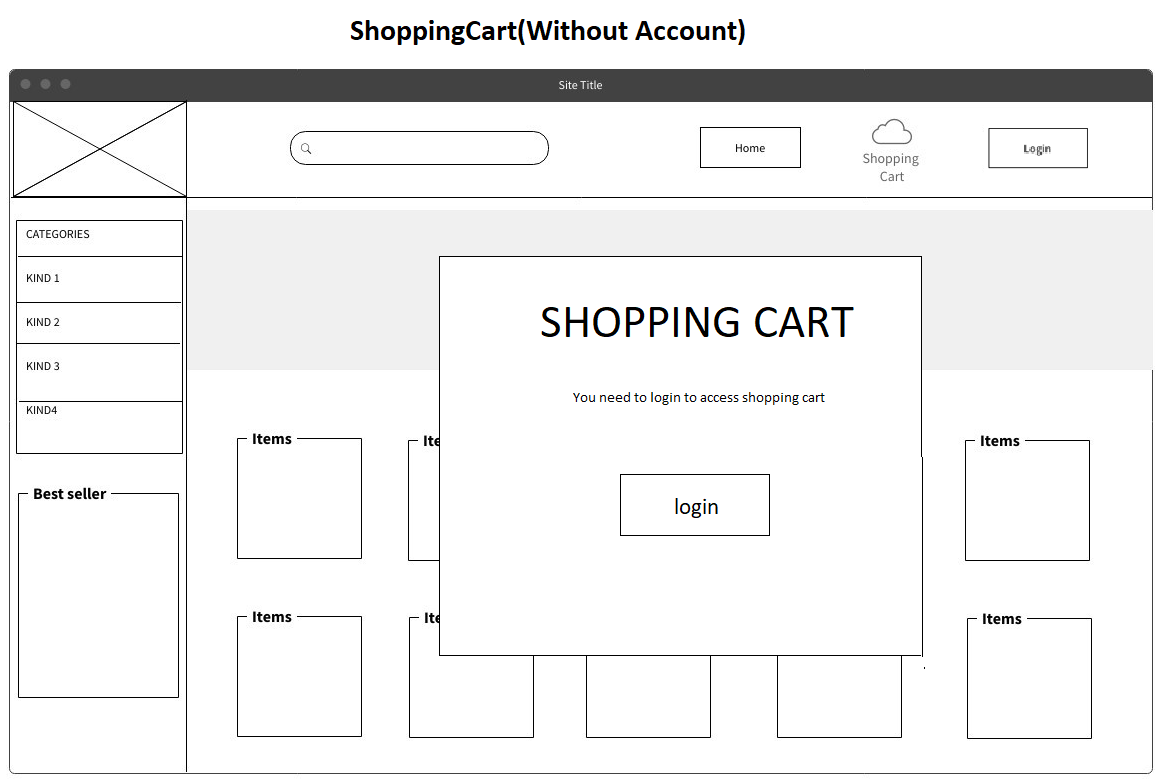 ShoppingCart(Without Account)
Site Title
Home
Shopping
Cart
Login
CATEGORIES
KIND 1
KIND 2
KIND 3
KIND4
Best seller
SHOPPING CART
You need to login to access shopping cart
login
Items
Ite
Items
Items
Ite
Items